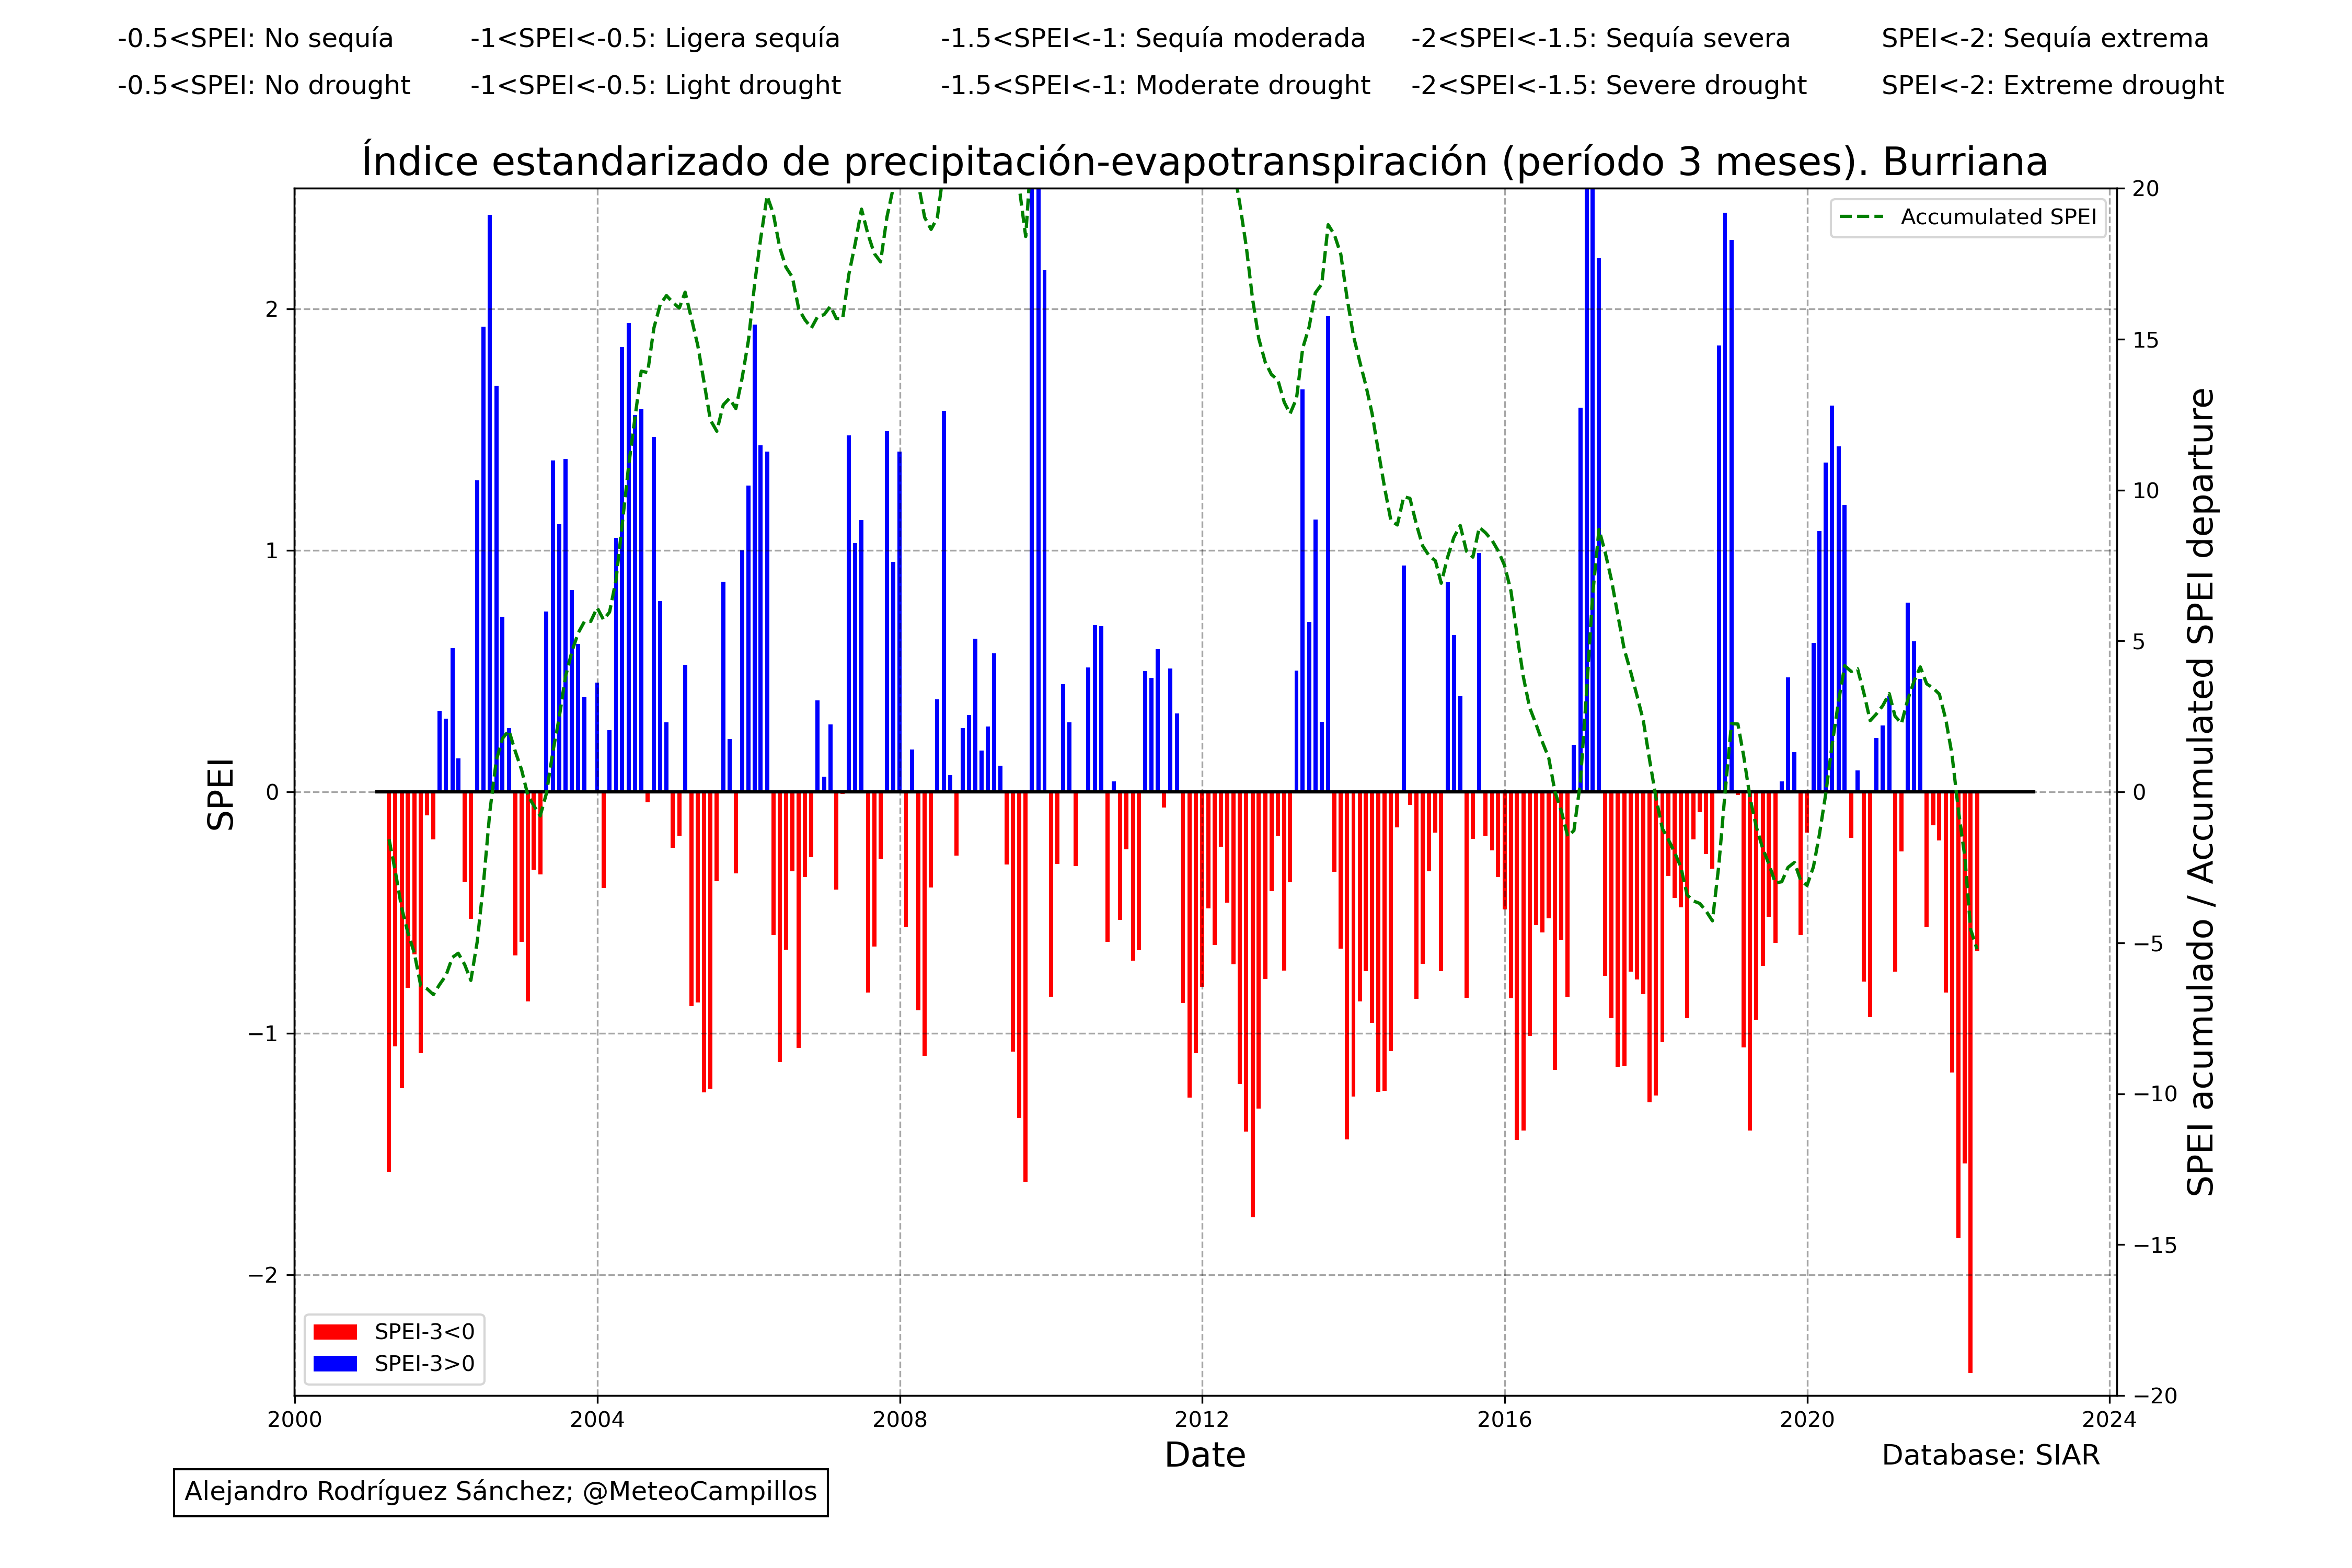 -0.5<SPEI: No sequía -1<SPEI<-0.5: Ligera sequía -1.5<SPEI<-1: Sequía moderada -2<SPEI<-1.5: Sequía severa SPEI<-2: Sequía extrema
-0.5<SPEI: No drought -1<SPEI<-0.5: Light drought -1.5<SPEI<-1: Moderate drought -2<SPEI<-1.5: Severe drought SPEI<-2: Extreme drought
Índice estandarizado de precipitación-evapotranspiración (período 3 meses). Burriana
Accumulated SPEI
SPEI
2
1
0
−1
−2
20
15
10
5
0
−5
−10
−15
−20
SPEI acumulado / Accumulated SPEI departure
SPEI-3<0
SPEI-3>0
2000 2004 2008 2012 2016 2020 2024
Date
Database: SIAR
Alejandro Rodríguez Sánchez; @MeteoCampillos